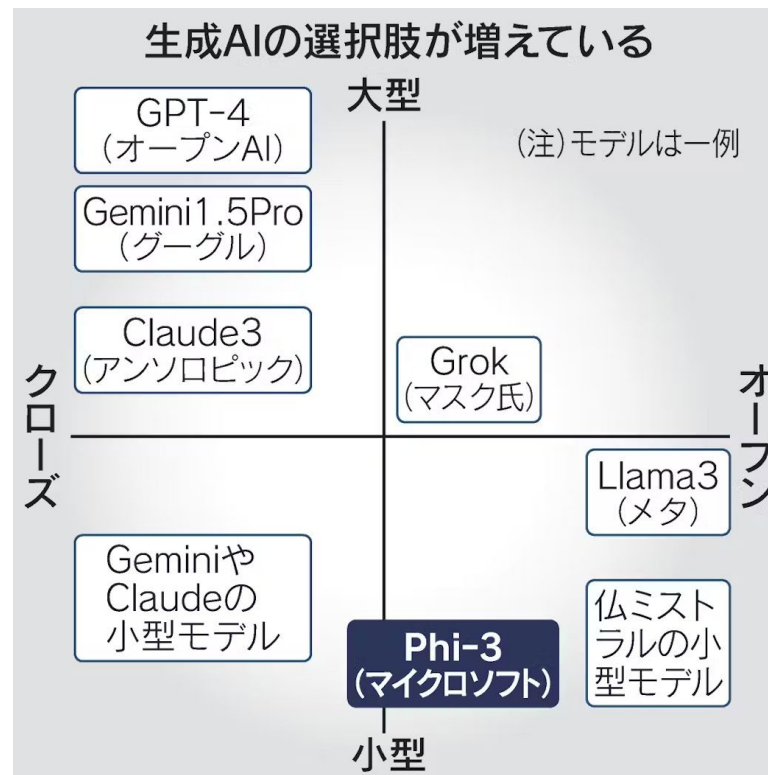 生成AIの選択肢が増えている
大型
(注)モデルは一例
GPT-4
(オープンAI)
Gemini1.5Pro
(グーグル)
Claude3
(アンソロピック)
Grok
(マスク氏)
クローズ
オープン
Llama3
(メタ)
Geminiや
Claudeの
小型モデル
Phi-3
(マイクロソフト)
仏ミスト
ラルの小
型モデル
小型